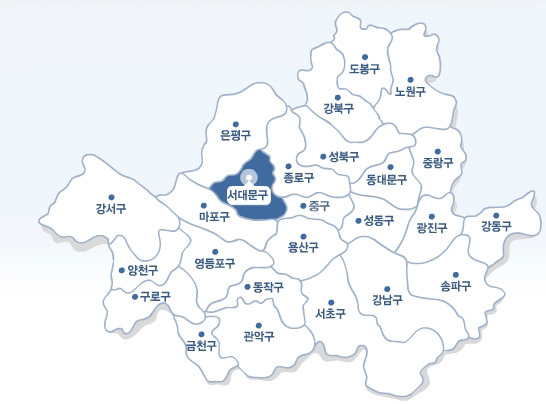 도봉구
노원구
강북구
은평구
성북구
중랑구
종로구
동대문구
서대문구
강서구
마포구
중구
성동구
광진구
강동구
용산구
영등포구
양천구
동작구
송파구
구로구
강남구
서초구
관악구
금천구